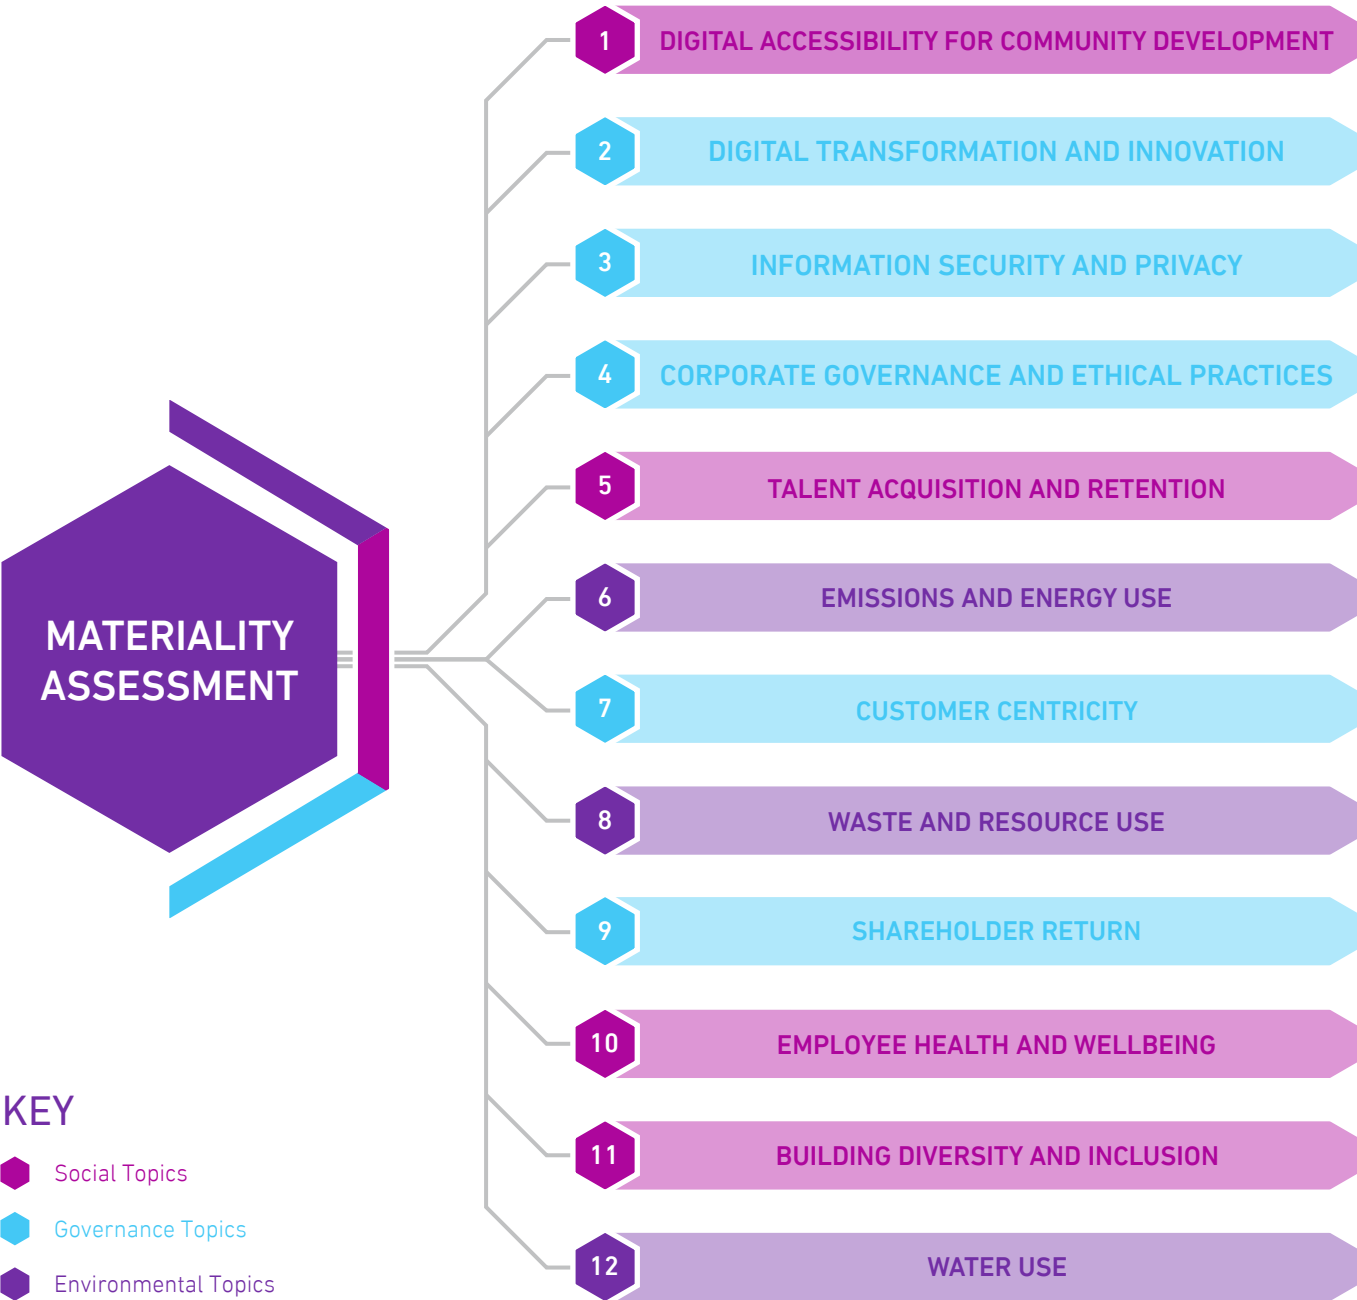 1 DIGITAL ACCESSIBILITY FOR COMMUNITY DEVELOPMENT
2 DIGITAL TRANSFORMATION AND INNOVATION
3 INFORMATION SECURITY AND PRIVACY
4 CORPORATE GOVERNANCE AND ETHICAL PRACTICES
5 TALENT ACQUISITION AND RETENTION
6 EMISSIONS AND ENERGY USE
MATERIALITY
ASSESSMENT
7 CUSTOMER CENTRICITY
8 WASTE AND RESOURCE USE
9 SHAREHOLDER RETURN
10 EMPLOYEE HEALTH AND WELLBEING
11 BUILDING DIVERSITY AND INCLUSION
12 WATER USE
KEY
Social Topics
Governance Topics
Environmental Topics